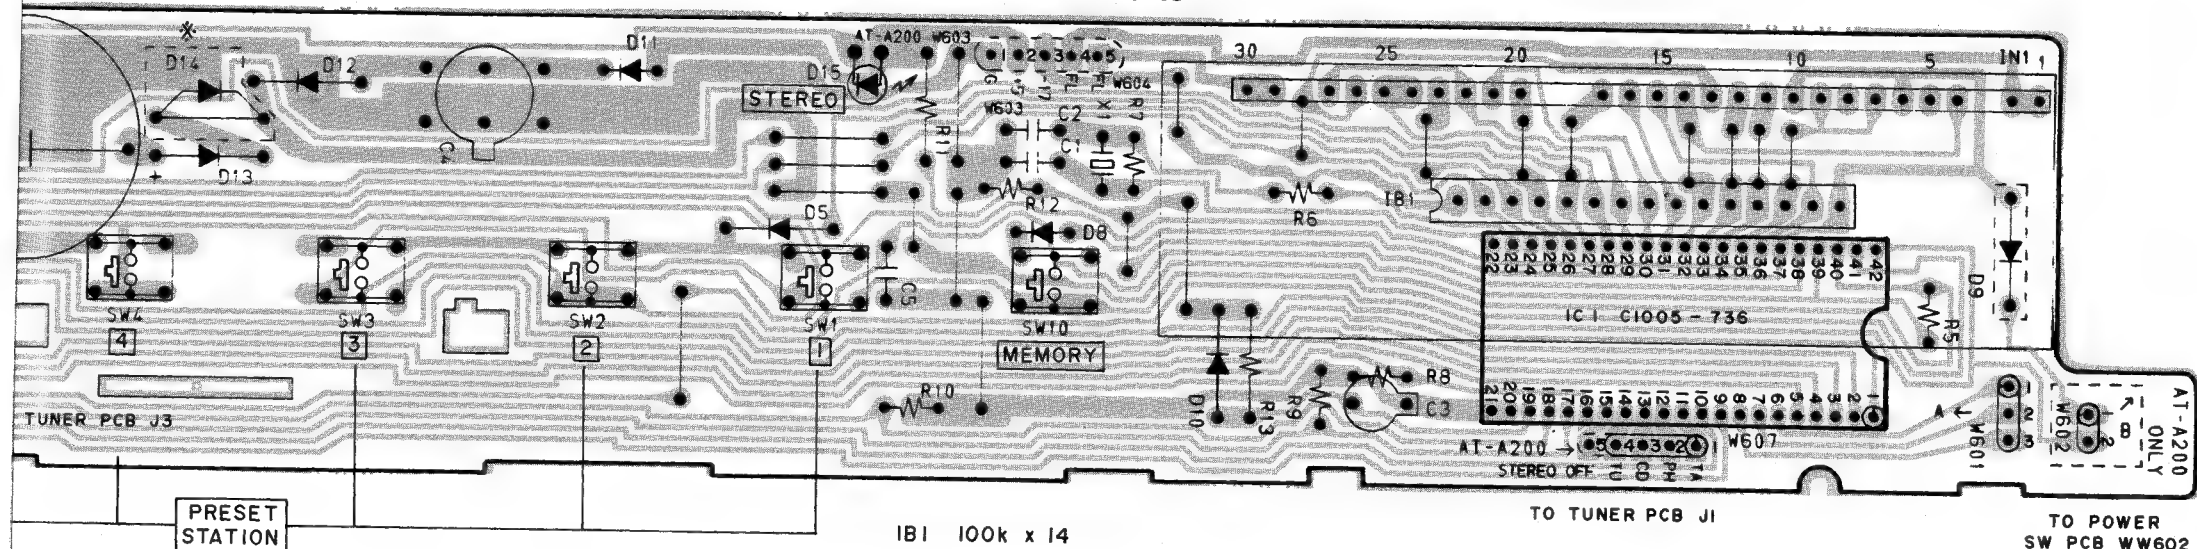 30 25 20 15 10 5 IN1 1
*
D14
D12
D11
AT-A200 W603
1 2 3 4 5
D15
STEREO
G
FL
W604
W603
X1
R7
C2
C1
R11
C4
D13
+
R12
R6
IB1
D5
D8
22 23 24 25 26 27 28 29 30 31 32 33 34 35 36 37 38 39 40 41 42
D9
C5
R5
IC1 C1005-736
SW4
SW3
SW2
SW1
SW10
4
3
2
1
MEMORY
R10
D10
R13
R9
R8
C3
21 20 19 18 17 16 15 14 13 12 11 10 9 8 7 6 5 4 3 2 1
TUNER PCB J3
A ←
1
2
3
W601
W602
1
2
B
AT-A200
ONLY
AT-A200 → 5 4 3 2 1 W607
STEREO OFF TU CD PH TA
PRESET
STATION
IB1 100k x 14
TO TUNER PCB J1
TO POWER
SW PCB WW602